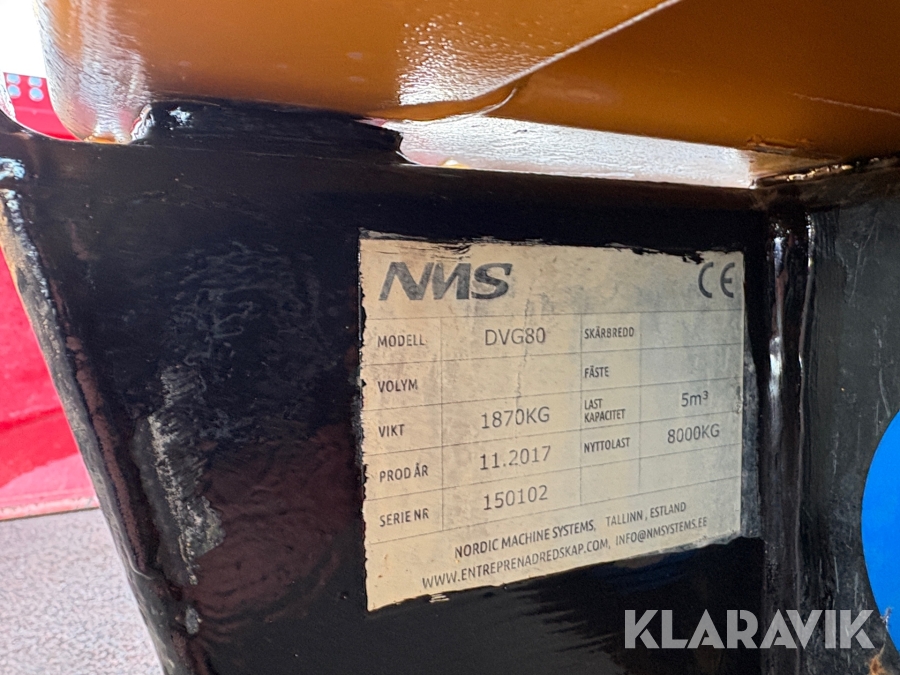 NMS CE
MODELL DVG80 SKÄRBREDD
VOLYM FÄSTE
VIKT 1870KG LAST KAPACITET 5m³
PROD ÅR 11.2017 NYTTOLAST 8000KG
SERIE NR 150102
NORDIC MACHINE SYSTEMS, TALLINN, ESTLAND
WWW.ENTREPRENADREDSKAP.COM, INFO@NMSYSTEMS.EE
KLARAVIK